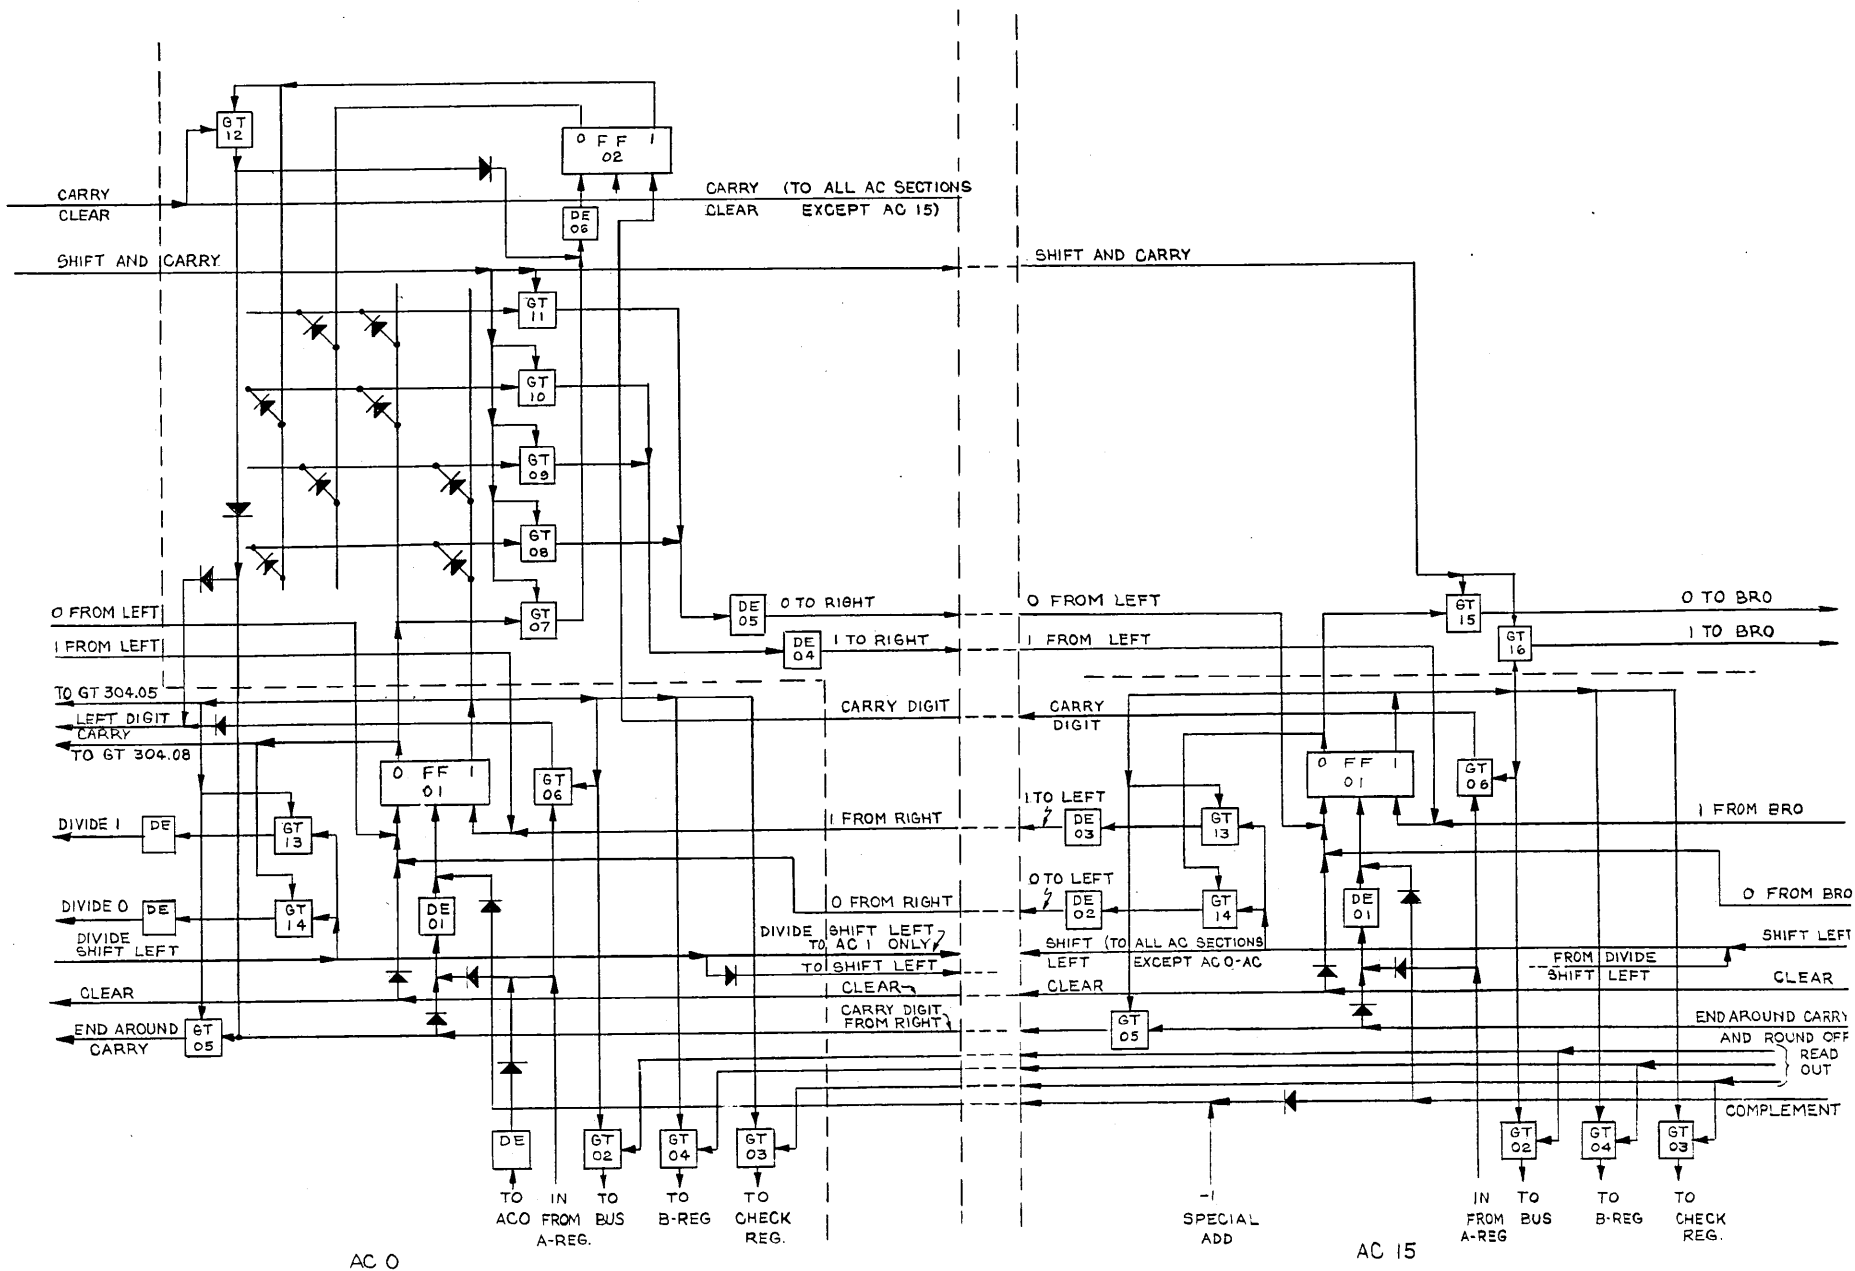 GT
12
0 FF 1
02
CARRY
CLEAR
CARRY (TO ALL AC SECTIONS
CLEAR EXCEPT AC 15)
DE
06
SHIFT AND CARRY
SHIFT AND CARRY
GT
11
GT
10
GT
09
GT
08
GT
07
0 FROM LEFT
1 FROM LEFT
DE
05
0 TO RIGHT
DE
04
1 TO RIGHT
0 FROM LEFT
1 FROM LEFT
GT
15
0 TO BRO
GT
16
1 TO BRO
TO GT 304.05
LEFT DIGIT
CARRY
TO GT 304.08
CARRY DIGIT
CARRY
DIGIT
0 FF 1
01
GT
06
0 FF 1
01
GT
06
DIVIDE 1
DE
GT
13
1 FROM RIGHT
1 TO LEFT
DE
03
GT
13
1 FROM BRO
DIVIDE 0
DE
GT
14
DE
01
0 FROM RIGHT
0 TO LEFT
DE
02
GT
14
DE
01
0 FROM BRO
DIVIDE
SHIFT LEFT
DIVIDE SHIFT LEFT
TO AC 1 ONLY
TO SHIFT LEFT
SHIFT (TO ALL AC SECTIONS
LEFT EXCEPT AC0-AC
SHIFT LEFT
FROM DIVIDE
SHIFT LEFT
CLEAR
CLEAR
CLEAR
CLEAR
END AROUND
CARRY
GT
05
CARRY DIGIT
FROM RIGHT
GT
05
END AROUND CARRY
AND ROUND OFF
READ
OUT
COMPLEMENT
DE
GT
02
GT
04
GT
03
GT
02
GT
04
GT
03
TO
AC0
IN
FROM
A-REG.
TO
BUS
TO
B-REG
TO
CHECK
REG.
-1
SPECIAL
ADD
IN
FROM
A-REG
TO
BUS
TO
B-REG
TO
CHECK
REG.
AC 0
AC 15